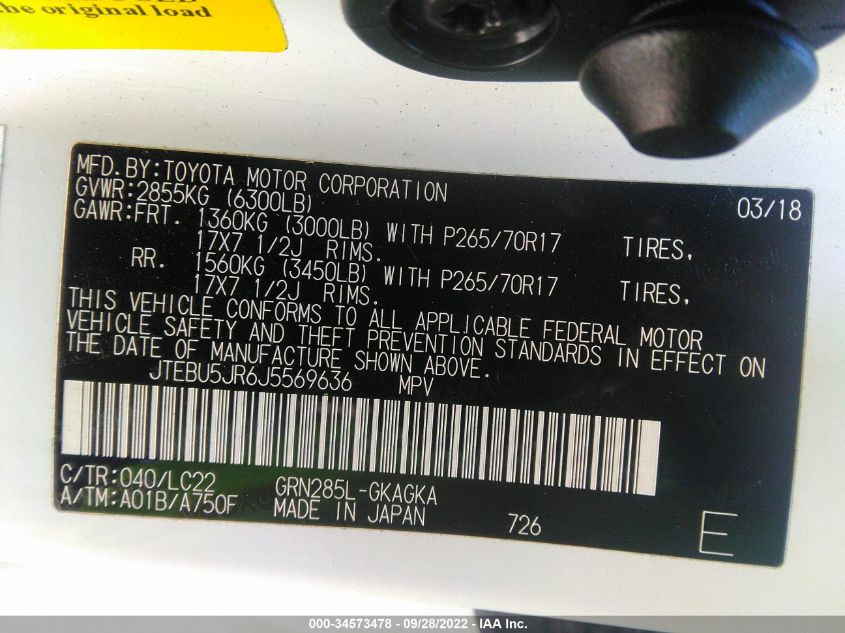 the original load
MFD.BY:TOYOTA MOTOR CORPORATION 03/18
GVWR:2855KG (6300LB)
GAWR:FRT. 1360KG (3000LB) WITH P265/70R17 TIRES,
17X7 1/2J RIMS.
RR. 1560KG (3450LB) WITH P265/70R17 TIRES,
17X7 1/2J RIMS.
THIS VEHICLE CONFORMS TO ALL APPLICABLE FEDERAL MOTOR
VEHICLE SAFETY AND THEFT PREVENTION STANDARDS IN EFFECT ON
THE DATE OF MANUFACTURE SHOWN ABOVE.
JTEBU5JR6J5569636 MPV
C/TR:040/LC22 GRN285L-GKAGKA
A/TM:A01B/A750F MADE IN JAPAN 726 E
000-34573478 - 09/28/2022 - IAA Inc.